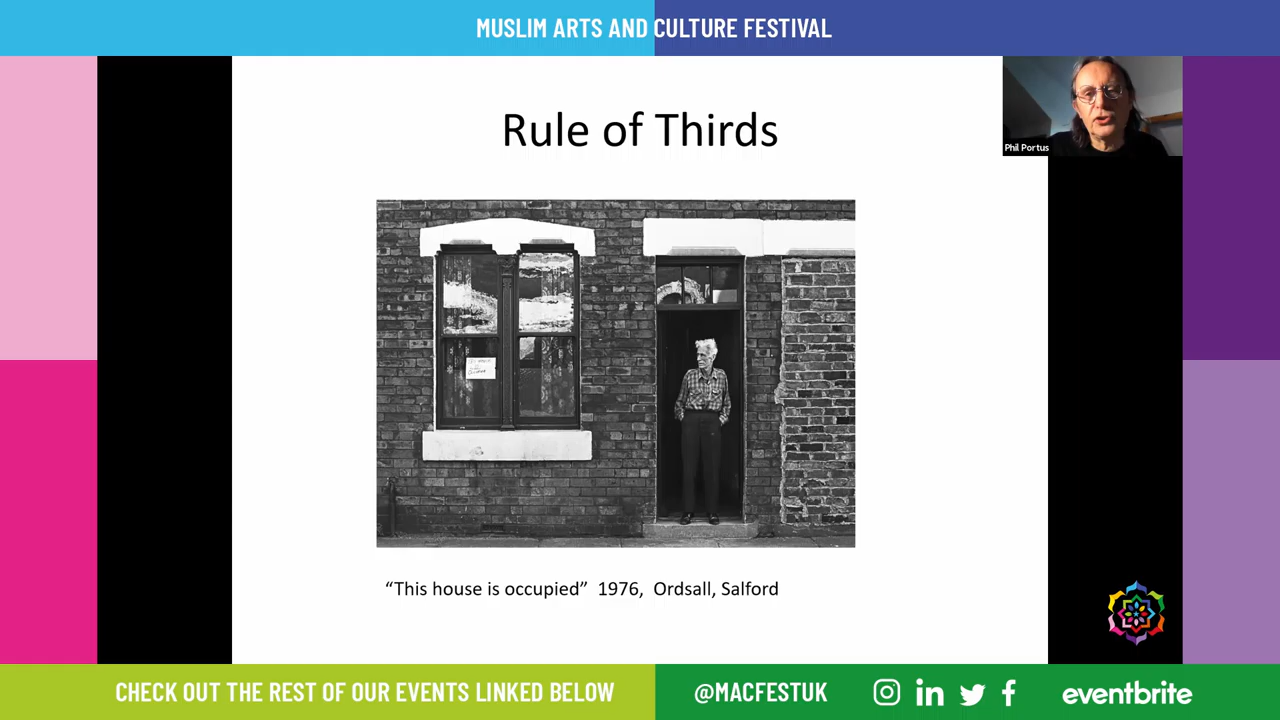 MUSLIM ARTS AND CULTURE FESTIVAL
Rule of Thirds
Phil Portus
“This house is occupied” 1976, Ordsall, Salford
CHECK OUT THE REST OF OUR EVENTS LINKED BELOW
@MACFESTUK
eventbrite